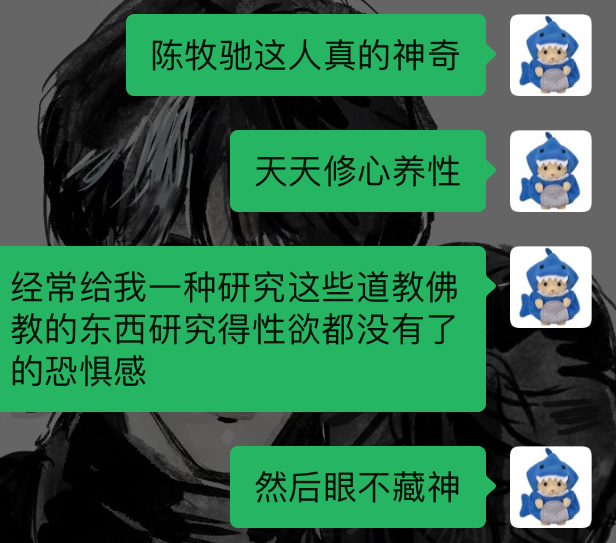 陈牧驰这人真的神奇
天天修心养性
经常给我一种研究这些道教佛
教的东西研究得性欲都没有了
的恐惧感
然后眼不藏神